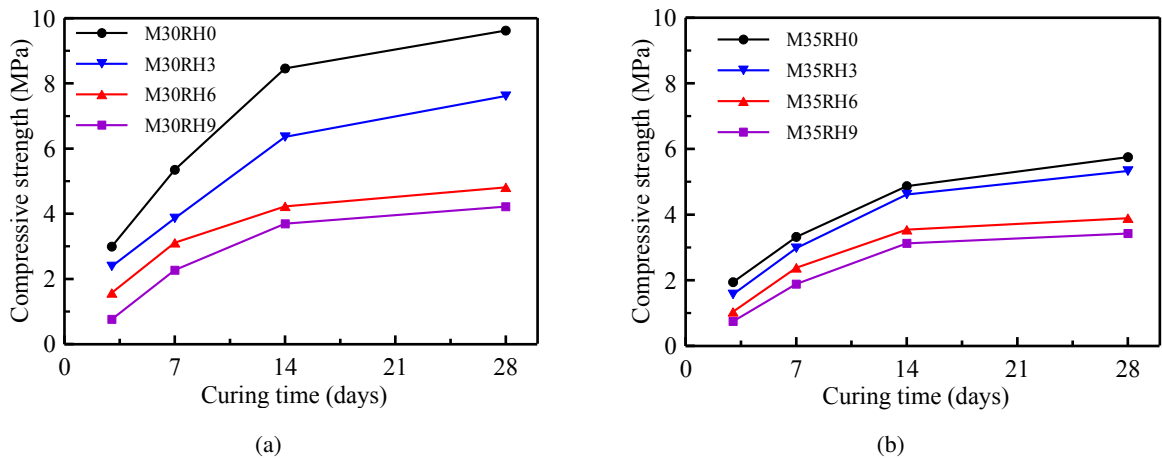 10
8
6
4
2
0
Compressive strength (MPa)
M30RH0
M30RH3
M30RH6
M30RH9
0 7 14 21 28
Curing time (days)
(a)
10
8
6
4
2
0
Compressive strength (MPa)
M35RH0
M35RH3
M35RH6
M35RH9
0 7 14 21 28
Curing time (days)
(b)